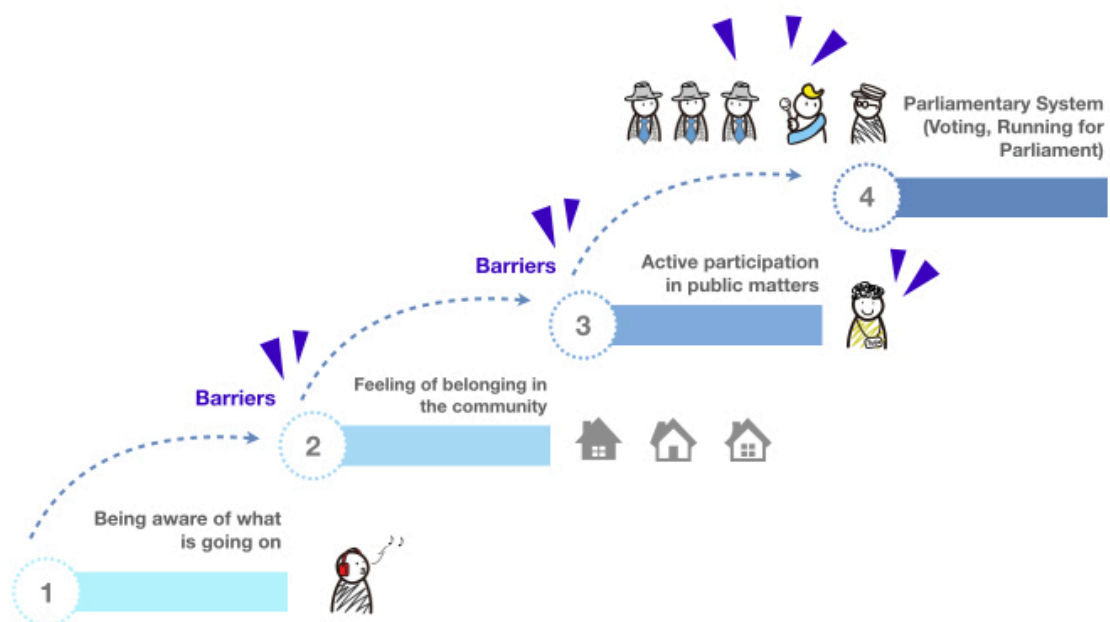 Parliamentary System
(Voting, Running for
Parliament)
4
Barriers
Active participation
in public matters
3
Barriers
Feeling of belonging in
the community
2
Being aware of what
is going on
1